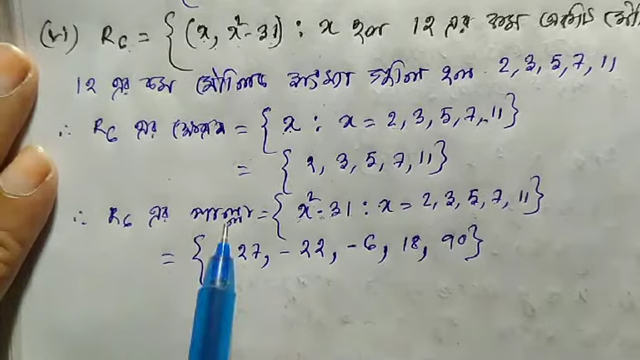 (vi) R₆ = {(x, x²-31) : x হল 12 এর কম একটি
12 এর কম মৌলিক সংখ্যা গুলি হল 2, 3, 5, 7, 11
∴ R₆ এর = { x : x = 2, 3, 5, 7, 11}
= { 2, 3, 5, 7, 11}
∴ R₆ এর পাল্লা = { x²-31 : x = 2, 3, 5, 7, 11}
= { 27, -22, -6, 18, 90}